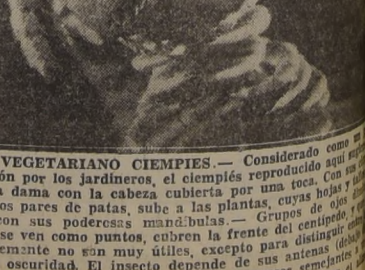 VEGETARIANO CIEMPIES.— Considerado como
ón por los jardineros, el ciempiés reproducido aquí
a dama con la cabeza cubierta por una toca. Con sus
os pares de patas, sube a las plantas, cuyas hojas y
con sus poderosas mandíbulas.— Grupos de ojos
se ven como puntos, cubren la frente del centípedo, y
emente no son muy útiles, excepto para distinguir
oscuridad. El insecto depende de sus antenas
semejantes a